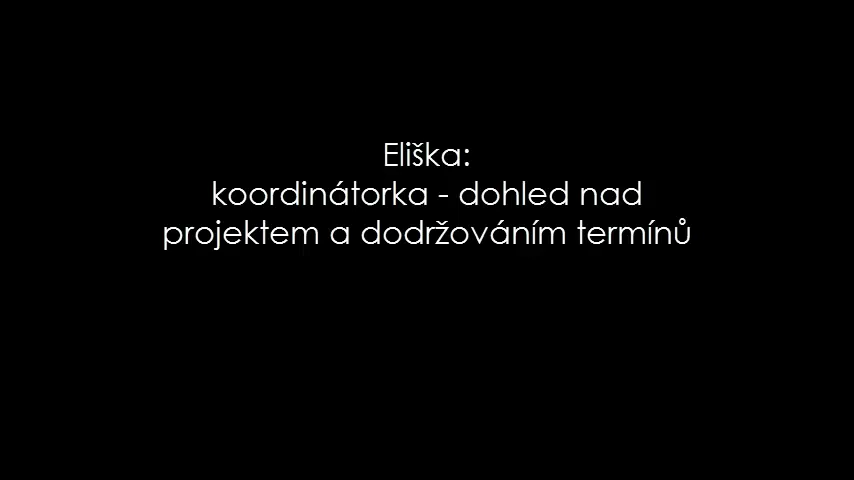 Eliška:
koordinátorka - dohled nad
projektem a dodržováním termínů